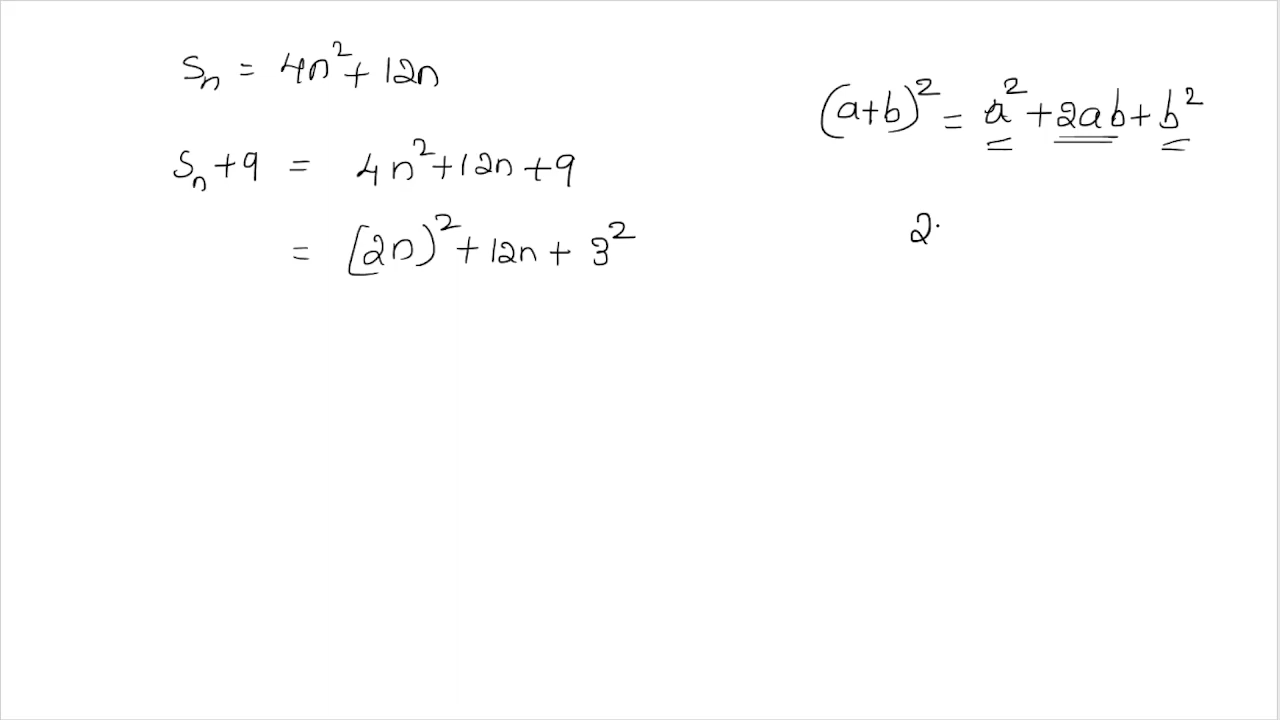 Sn = 4n² + 12n
(a+b)² = a² + 2ab + b²
Sn + 9 = 4n² + 12n + 9
= (2n)² + 12n + 3²
2·